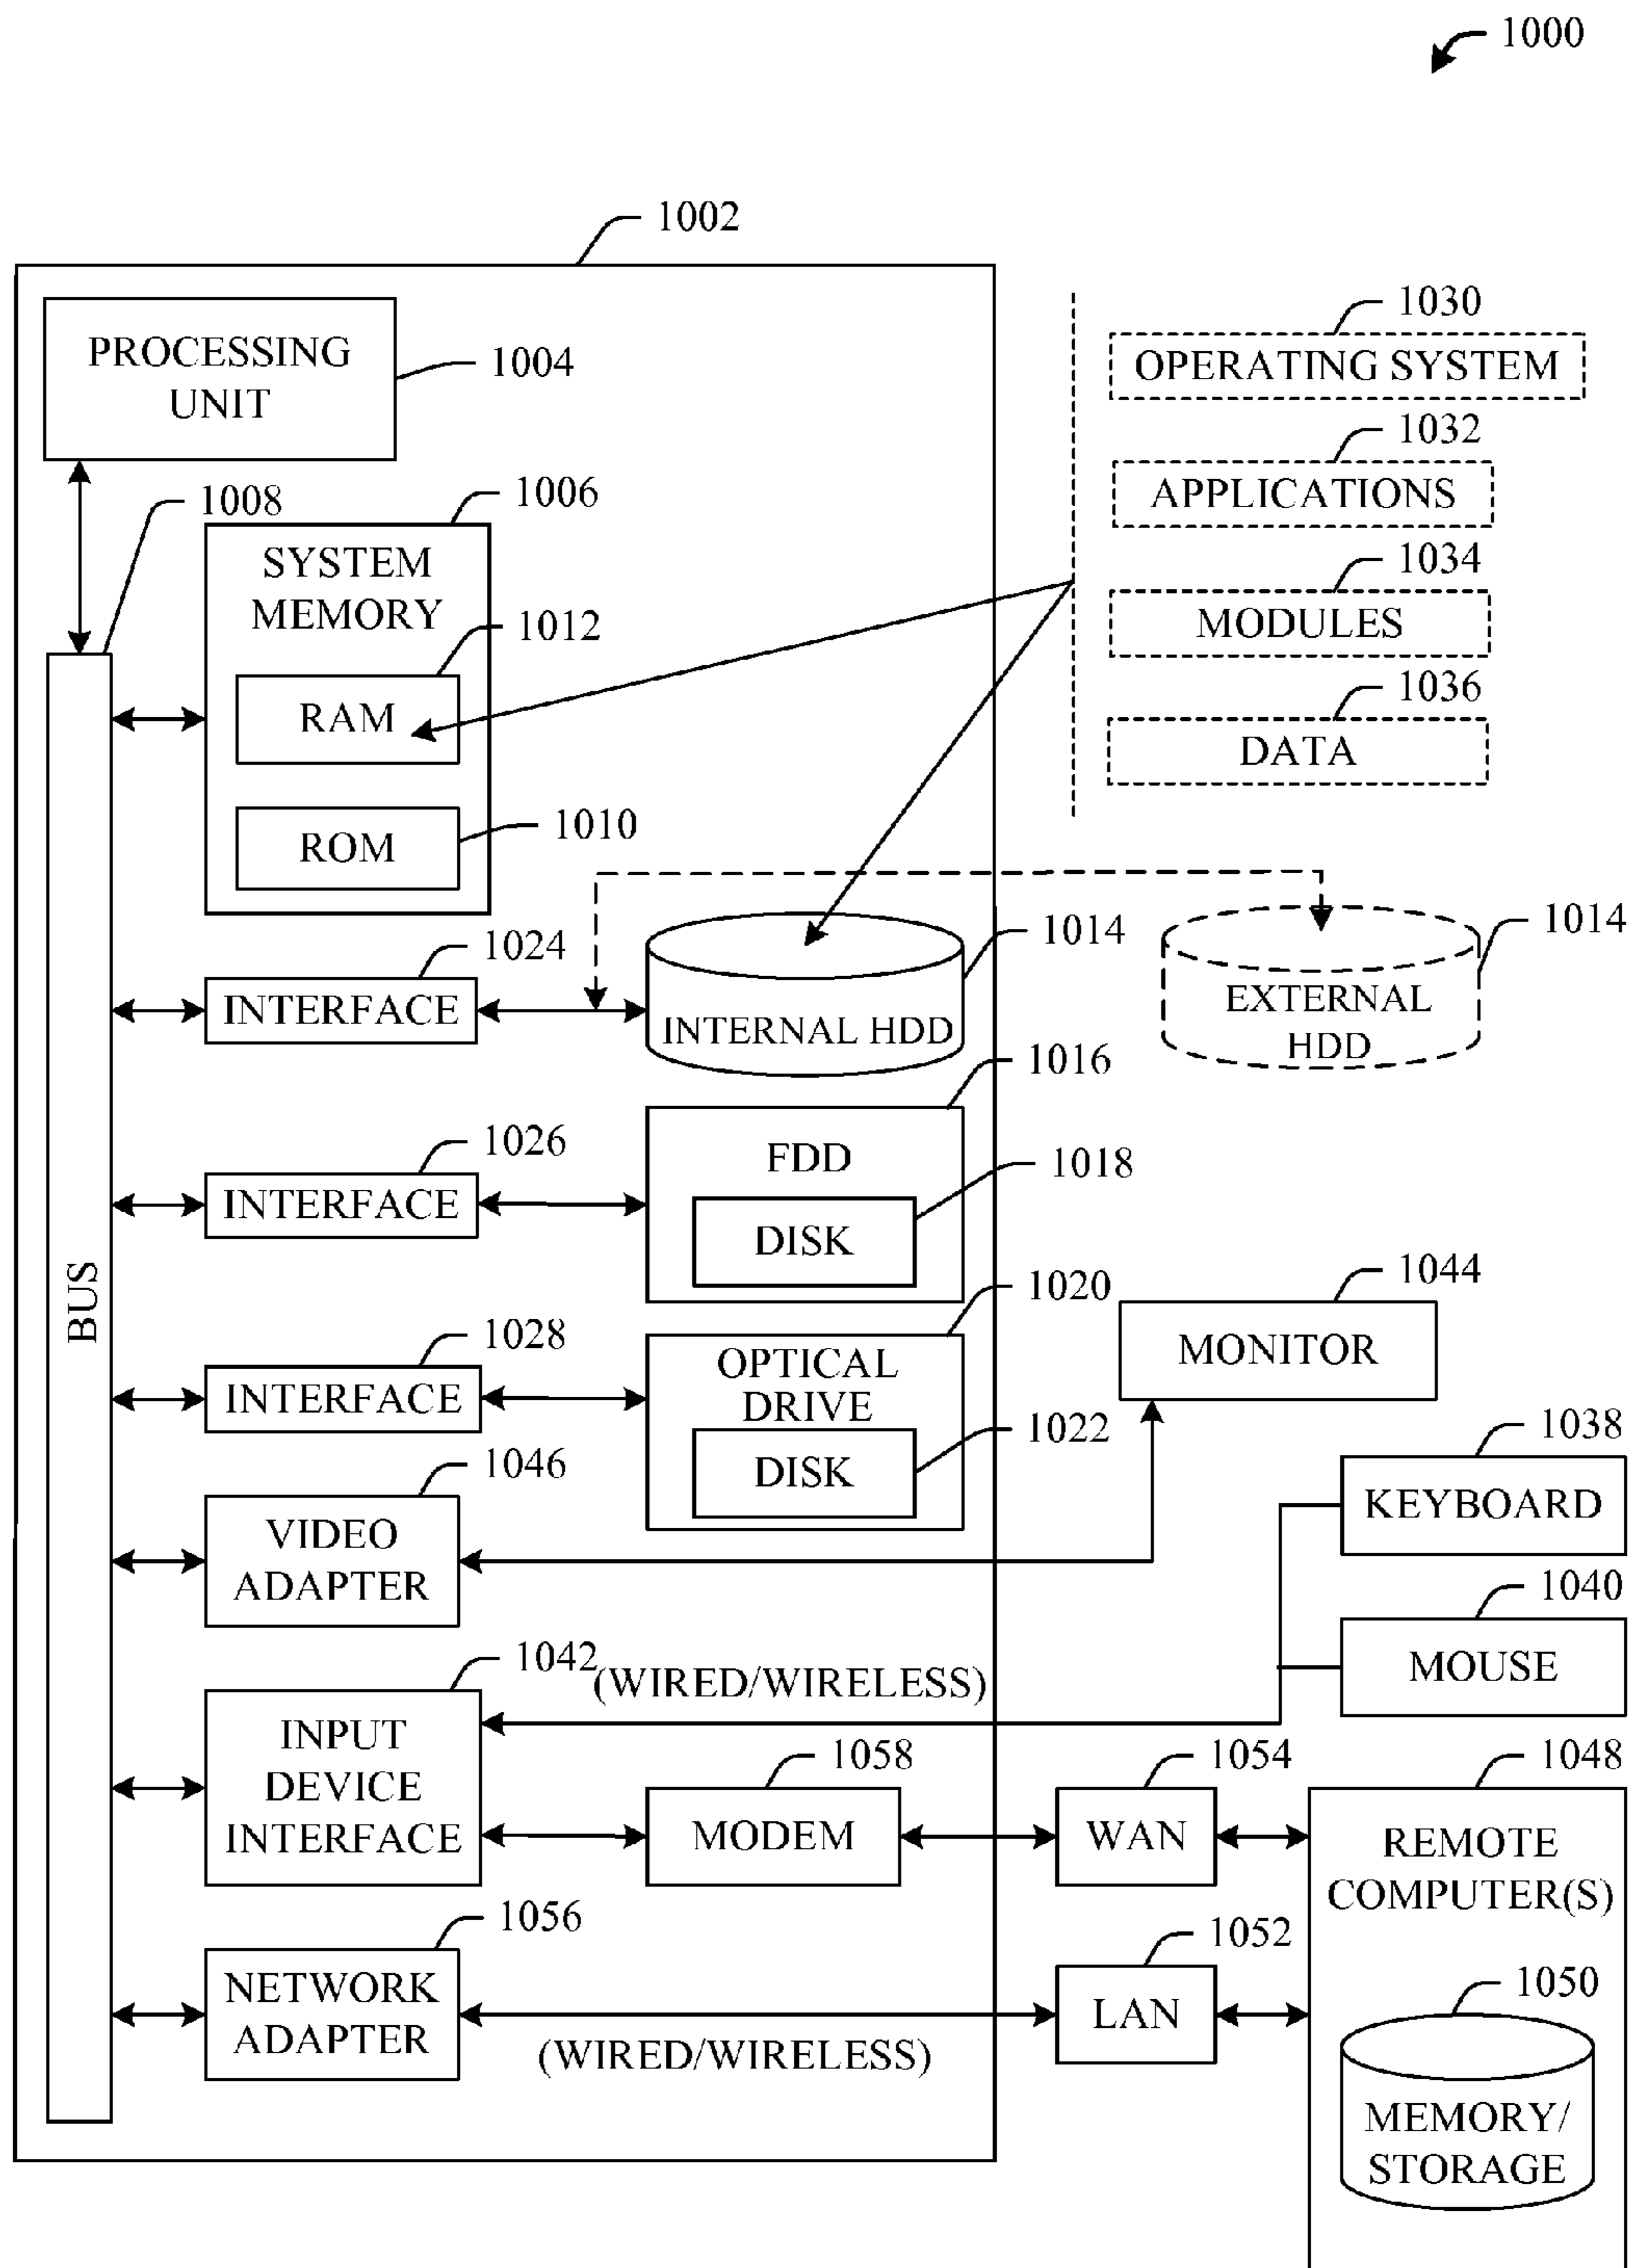 1000
1002
PROCESSING
UNIT
1004
1030
OPERATING SYSTEM
1032
APPLICATIONS
1034
MODULES
1036
DATA
1008
1006
SYSTEM
MEMORY
1012
RAM
1010
ROM
1024
INTERFACE
1014
INTERNAL HDD
1014
EXTERNAL
HDD
1016
FDD
1018
DISK
1026
INTERFACE
BUS
1020
OPTICAL
DRIVE
1022
DISK
1028
INTERFACE
1044
MONITOR
1046
VIDEO
ADAPTER
1038
KEYBOARD
1040
MOUSE
1042
(WIRED/WIRELESS)
INPUT
DEVICE
INTERFACE
1058
MODEM
1054
WAN
1048
REMOTE
COMPUTER(S)
1056
NETWORK
ADAPTER
(WIRED/WIRELESS)
1052
LAN
1050
MEMORY/
STORAGE